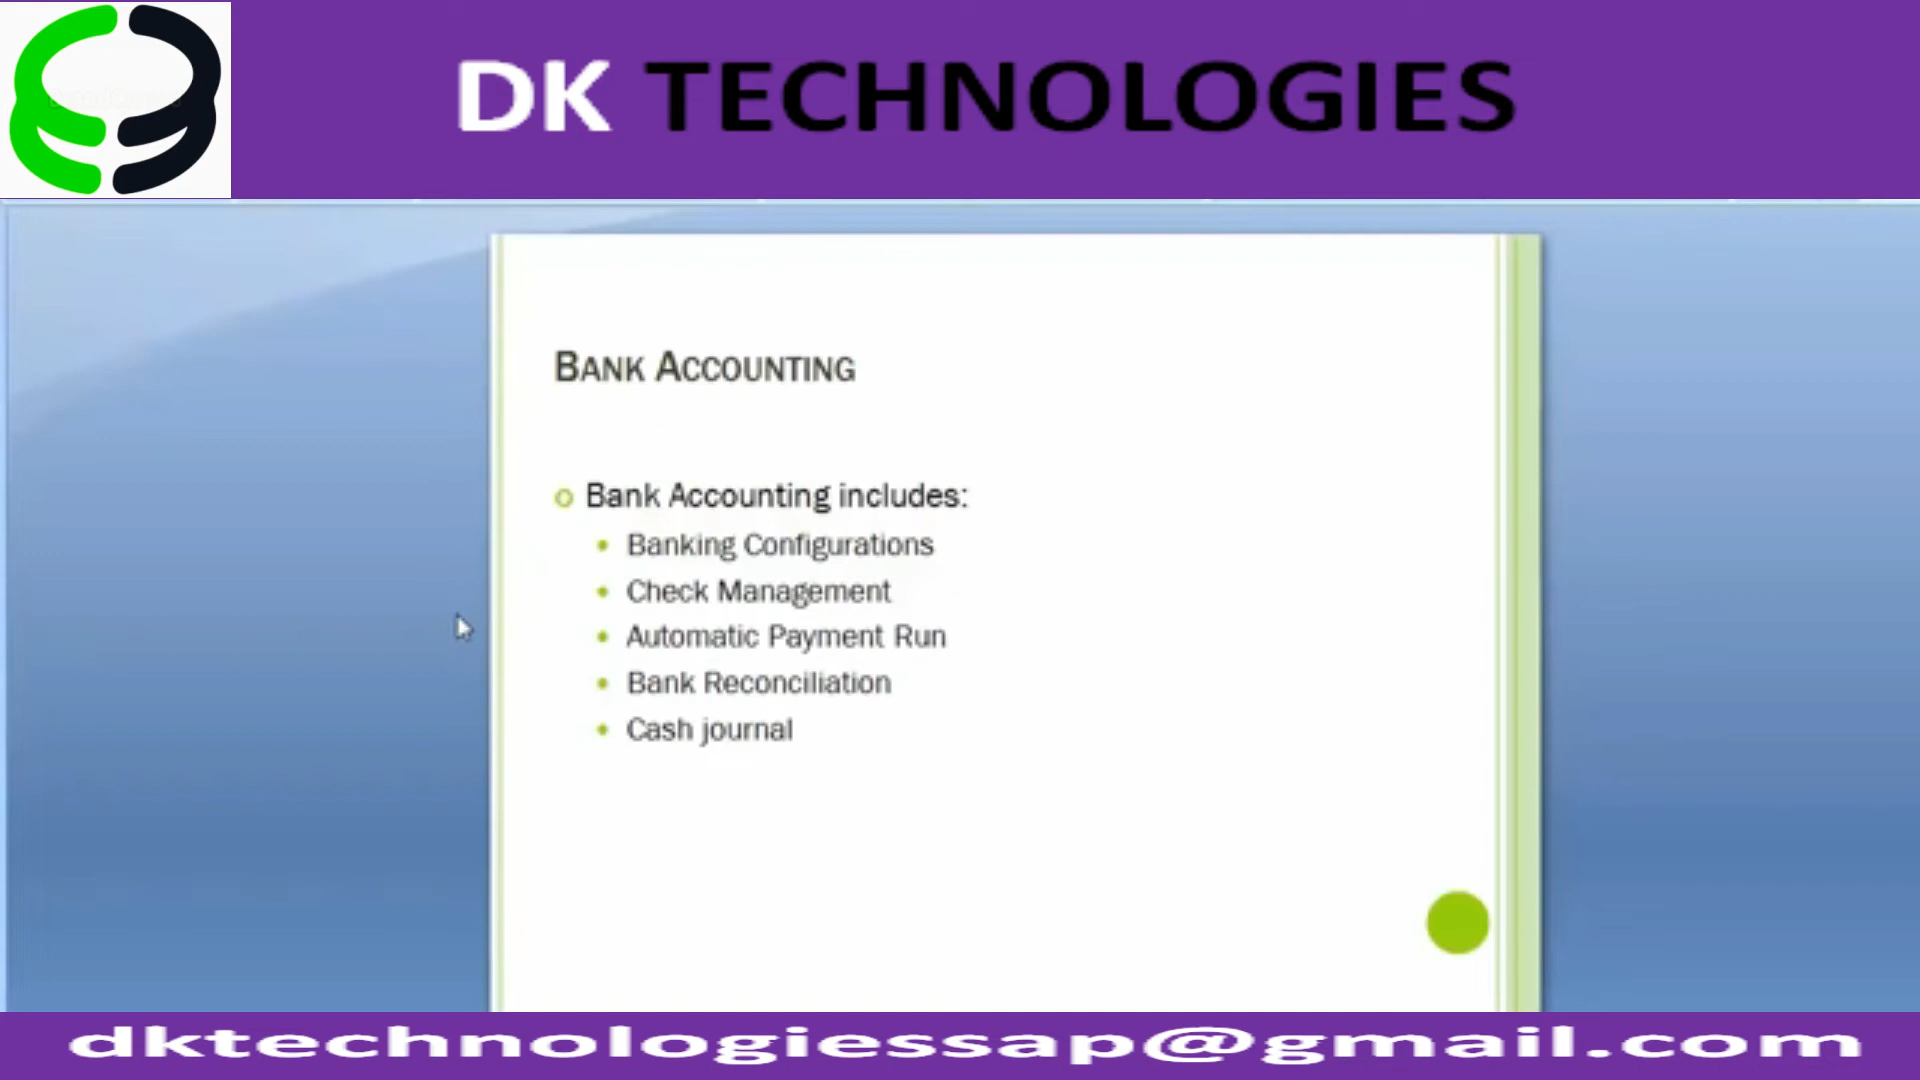 DK TECHNOLOGIES
BANK ACCOUNTING
Bank Accounting includes:
Banking Configurations
Check Management
Automatic Payment Run
Bank Reconciliation
Cash journal
dktechnologiessap@gmail.com